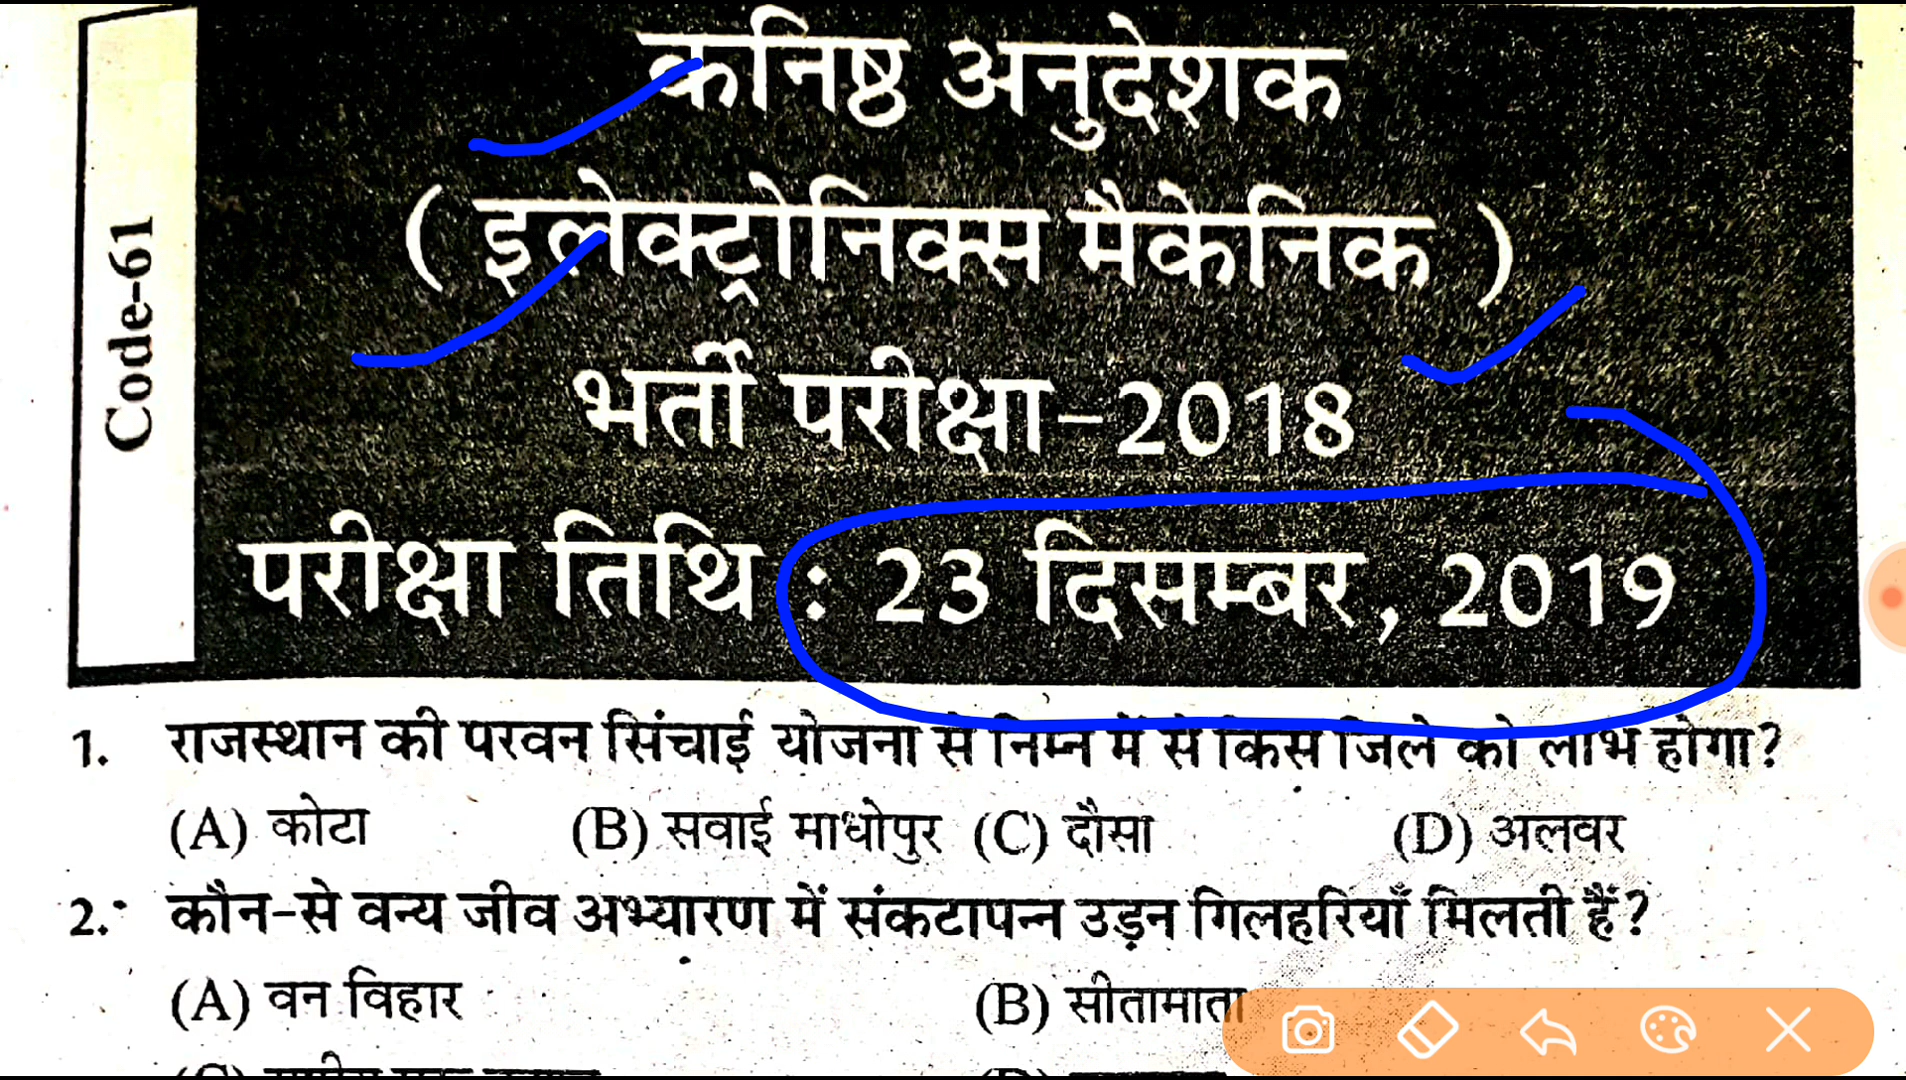 Code-61
कनिष्ठ अनुदेशक
( इलेक्ट्रोनिक्स मैकेनिक )
भर्ती परीक्षा-2018
परीक्षा तिथि : 23 दिसम्बर, 2019
1. राजस्थान की परवन सिंचाई योजना से निम्न में से किस जिले को लाभ होगा?
(A) कोटा (B) सवाई माधोपुर (C) दौसा (D) अलवर
2. कौन-से वन्य जीव अभ्यारण में संकटापन्न उड़न गिलहरियाँ मिलती हैं?
(A) वन विहार (B) सीतामाता